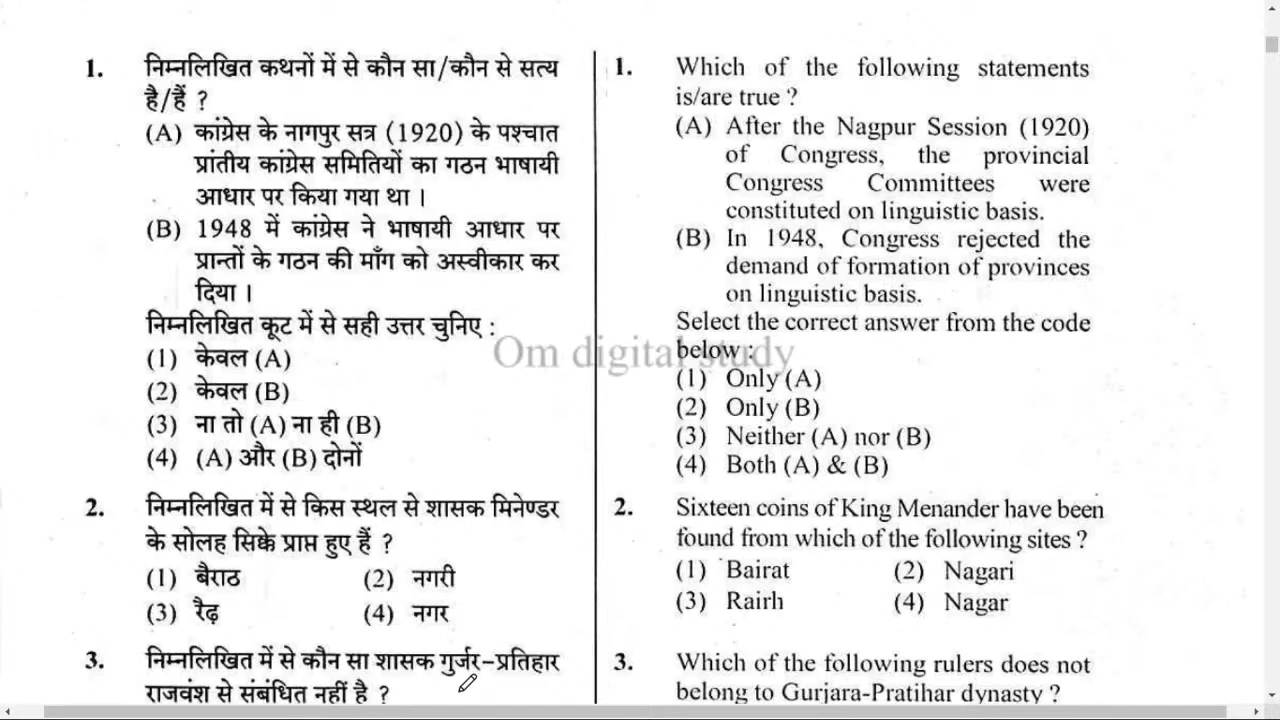 1. निम्नलिखित कथनों में से कौन सा/कौन से सत्य
है/हैं ?
(A) कांग्रेस के नागपुर सत्र (1920) के पश्चात
प्रांतीय कांग्रेस समितियों का गठन भाषायी
आधार पर किया गया था ।
(B) 1948 में कांग्रेस ने भाषायी आधार पर
प्रान्तों के गठन की माँग को अस्वीकार कर
दिया ।
निम्नलिखित कूट में से सही उत्तर चुनिए :
(1) केवल (A)
(2) केवल (B)
(3) ना तो (A) ना ही (B)
(4) (A) और (B) दोनों
2. निम्नलिखित में से किस स्थल से शासक मिनेण्डर
के सोलह सिक्के प्राप्त हुए हैं ?
(1) बैराठ (2) नगरी
(3) रैढ़ (4) नगर
3. निम्नलिखित में से कौन सा शासक गुर्जर-प्रतिहार
राजवंश से संबंधित नहीं है ?
1. Which of the following statements
is/are true ?
(A) After the Nagpur Session (1920)
of Congress, the provincial
Congress Committees were
constituted on linguistic basis.
(B) In 1948, Congress rejected the
demand of formation of provinces
on linguistic basis.
Select the correct answer from the code
below :
(1) Only (A)
(2) Only (B)
(3) Neither (A) nor (B)
(4) Both (A) & (B)
2. Sixteen coins of King Menander have been
found from which of the following sites ?
(1) Bairat (2) Nagari
(3) Rairh (4) Nagar
3. Which of the following rulers does not
belong to Gurjara-Pratihar dynasty ?
Om digital study